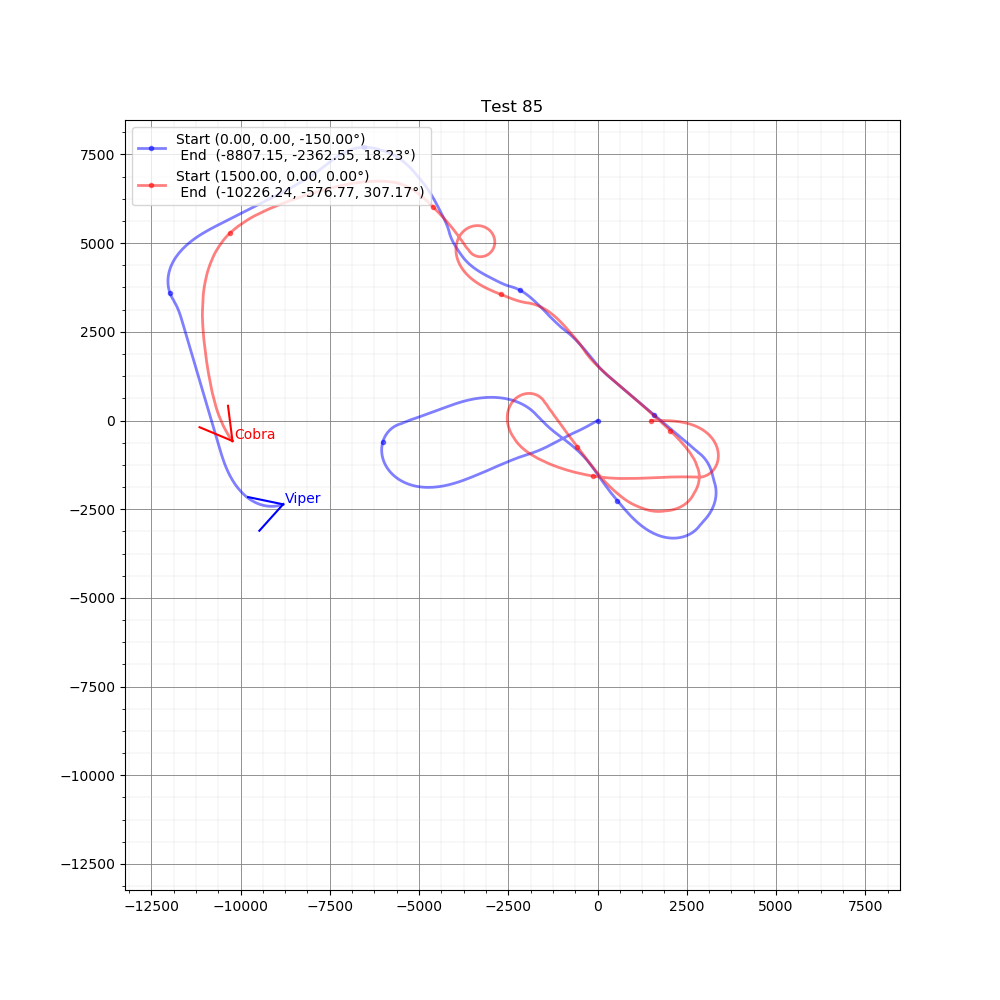 Test 85
Start (0.00, 0.00, -150.00°)
End (-8807.15, -2362.55, 18.23°)
Start (1500.00, 0.00, 0.00°)
End (-10226.24, -576.77, 307.17°)
7500
5000
2500
0
−2500
−5000
−7500
−10000
−12500
Cobra
Viper
−12500 −10000 −7500 −5000 −2500 0 2500 5000 7500